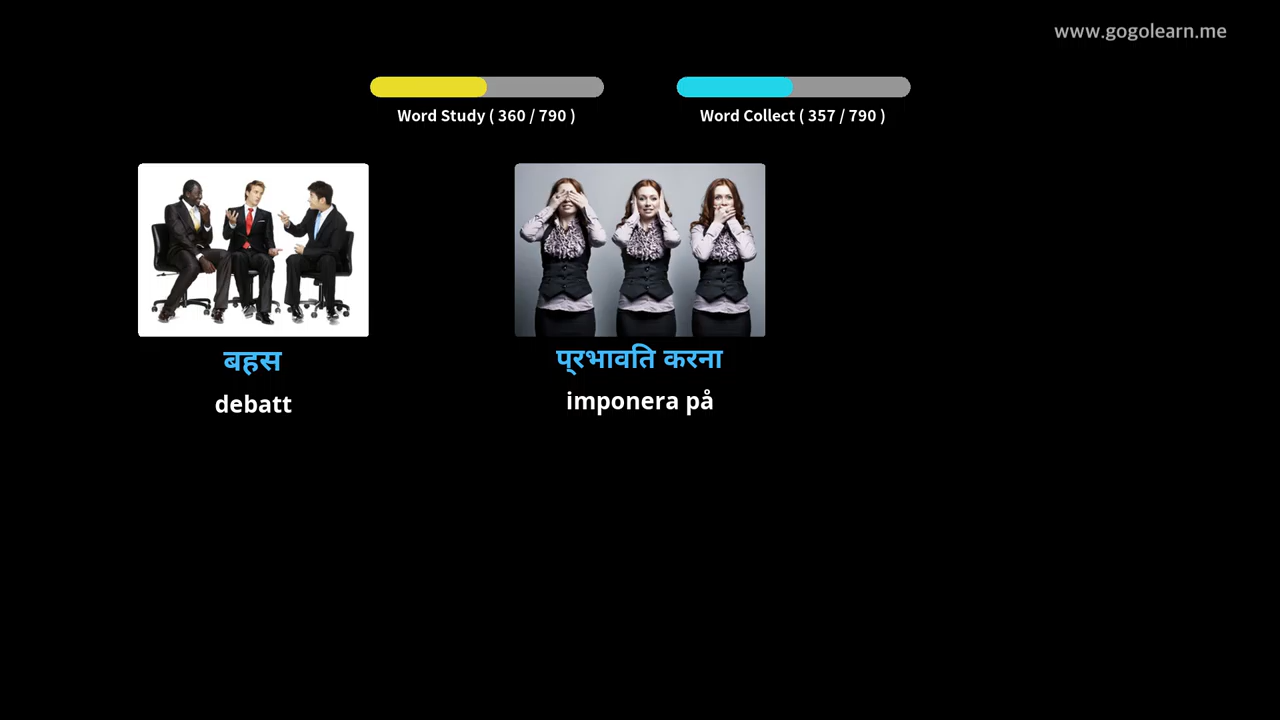 www.gogolearn.me
Word Study ( 360 / 790 )
Word Collect ( 357 / 790 )
बहस
debatt
प्रभावति करना
imponera på